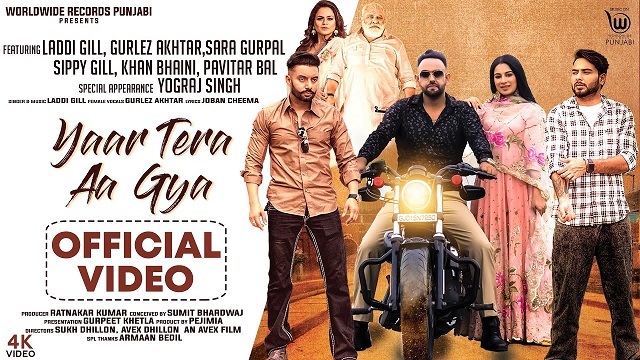 WORLDWIDE RECORDS PUNJABI
PRESENTS
FEATURING LADDI GILL, GURLEZ AKHTAR, SARA GURPAL
SIPPY GILL, KHAN BHAINI, PAVITAR BAL
SPECIAL APPEARANCE YOGRAJ SINGH
SINGER & MUSIC LADDI GILL FEMALE VOCALS GURLEZ AKHTAR LYRICS JOBAN CHEEMA
Yaar Tera
Aa Gya
OFFICIAL
VIDEO
PRODUCER RATNAKAR KUMAR CONCEIVED BY SUMIT BHARDWAJ
PRESENTATION GURPEET KHETLA PRODUCT BY PEJIMIA
DIRECTORS SUKH DHILLON, AVEK DHILLON AN AVEX FILM
SPL THANKS ARMAAN BEDIL
4K
VIDEO
MUSIC ON
W
PUNJABI